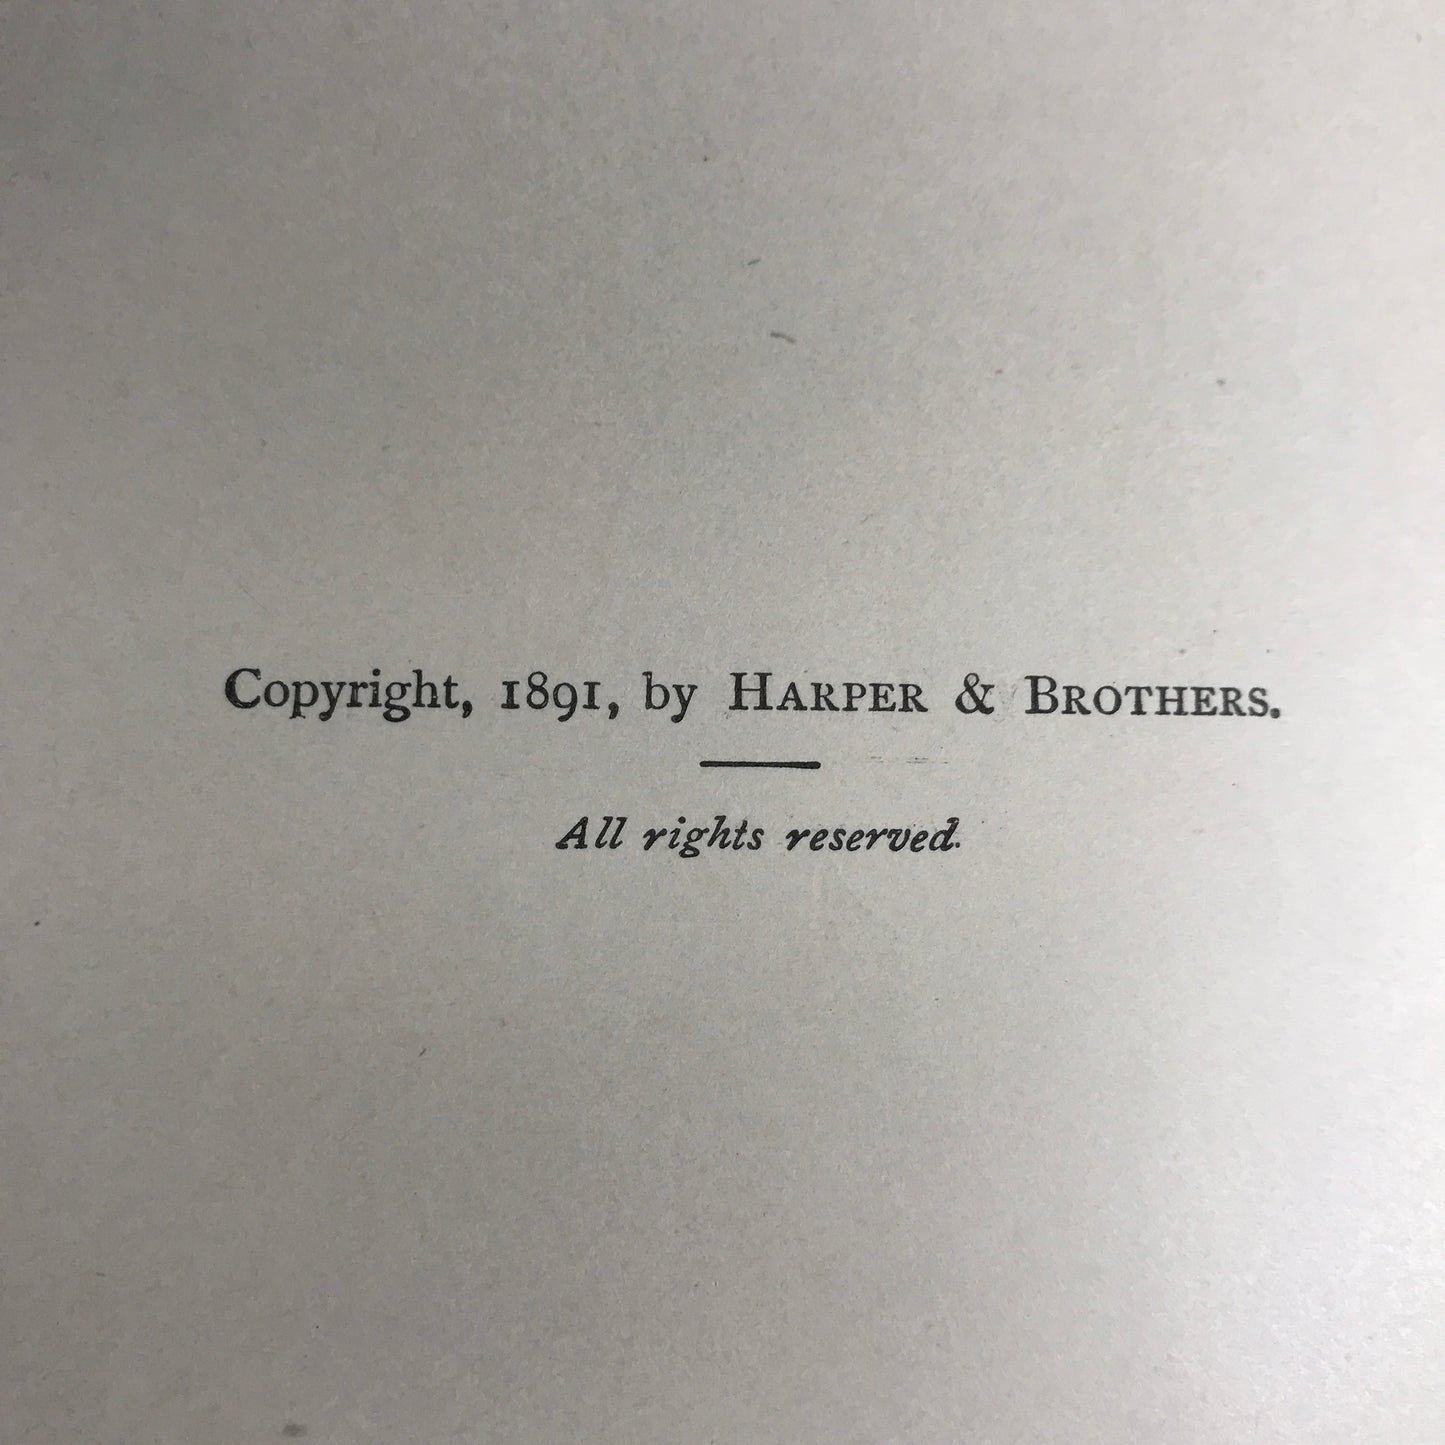 Copyright, 1891, by HARPER & BROTHERS.
All rights reserved.